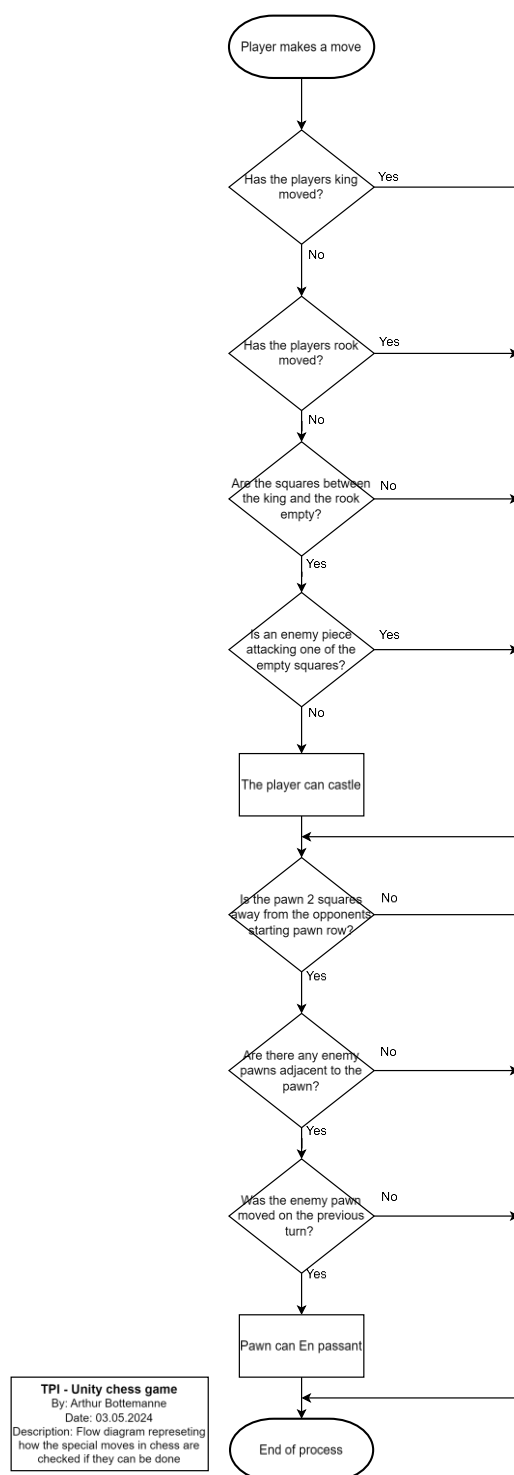 Player makes a move
Has the players king
moved?
Yes
No
Has the players rook
moved?
Yes
No
Are the squares between
the king and the rook
empty?
No
Yes
Is an enemy piece
attacking one of the
empty squares?
Yes
No
The player can castle
Is the pawn 2 squares
away from the opponents
starting pawn row?
No
Yes
Are there any enemy
pawns adjacent to the
pawn?
No
Yes
Was the enemy pawn
moved on the previous
turn?
No
Yes
Pawn can En passant
End of process
TPI - Unity chess game
By: Arthur Bottemanne
Date: 03.05.2024
Description: Flow diagram represeting
how the special moves in chess are
checked if they can be done